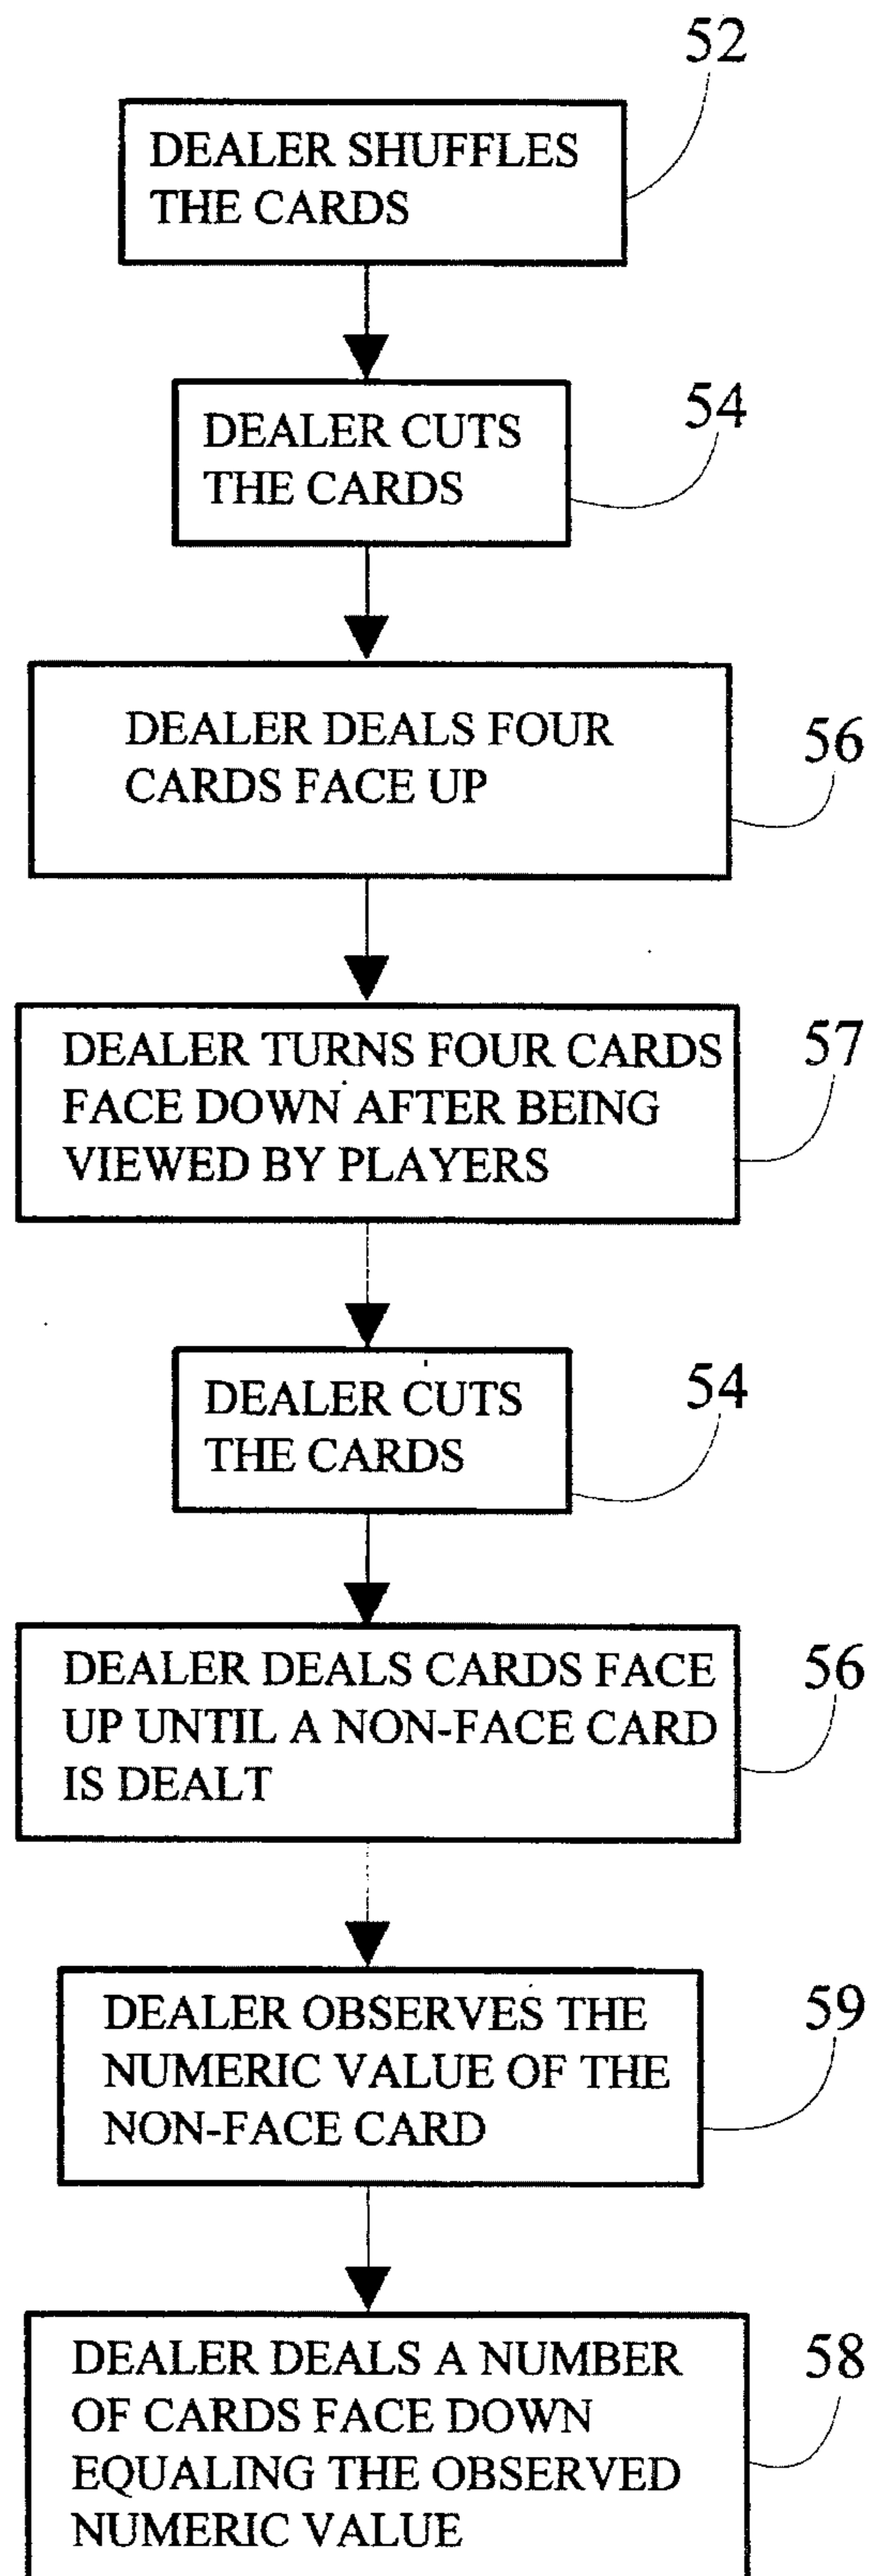 52
DEALER SHUFFLES
THE CARDS
54
DEALER CUTS
THE CARDS
DEALER DEALS FOUR
CARDS FACE UP
56
DEALER TURNS FOUR CARDS
FACE DOWN AFTER BEING
VIEWED BY PLAYERS
57
DEALER CUTS
THE CARDS
54
DEALER DEALS CARDS FACE
UP UNTIL A NON-FACE CARD
IS DEALT
56
DEALER OBSERVES THE
NUMERIC VALUE OF THE
NON-FACE CARD
59
DEALER DEALS A NUMBER
OF CARDS FACE DOWN
EQUALING THE OBSERVED
NUMERIC VALUE
58